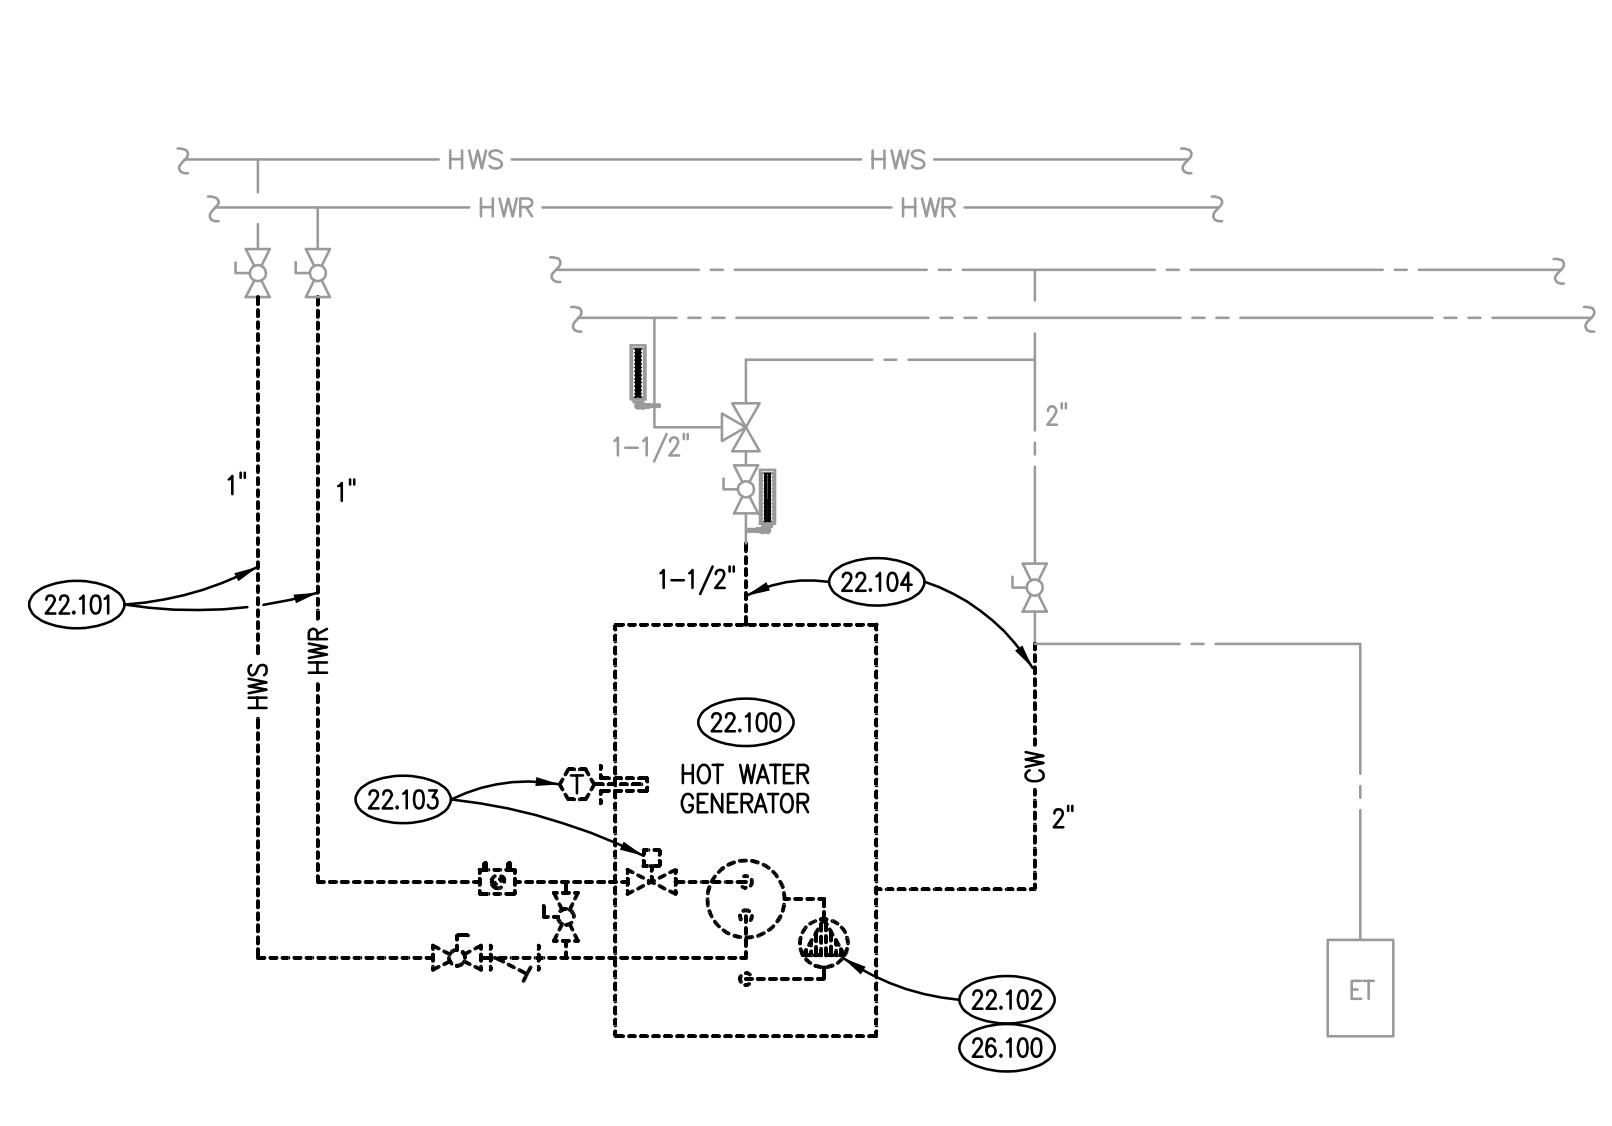 HWS HWS
HWR HWR
2"
1-1/2"
1" 1"
1-1/2"
22.104
22.101
HWR
HWS
22.100
HOT WATER
GENERATOR
CW
T
22.103
2"
22.102
ET
26.100